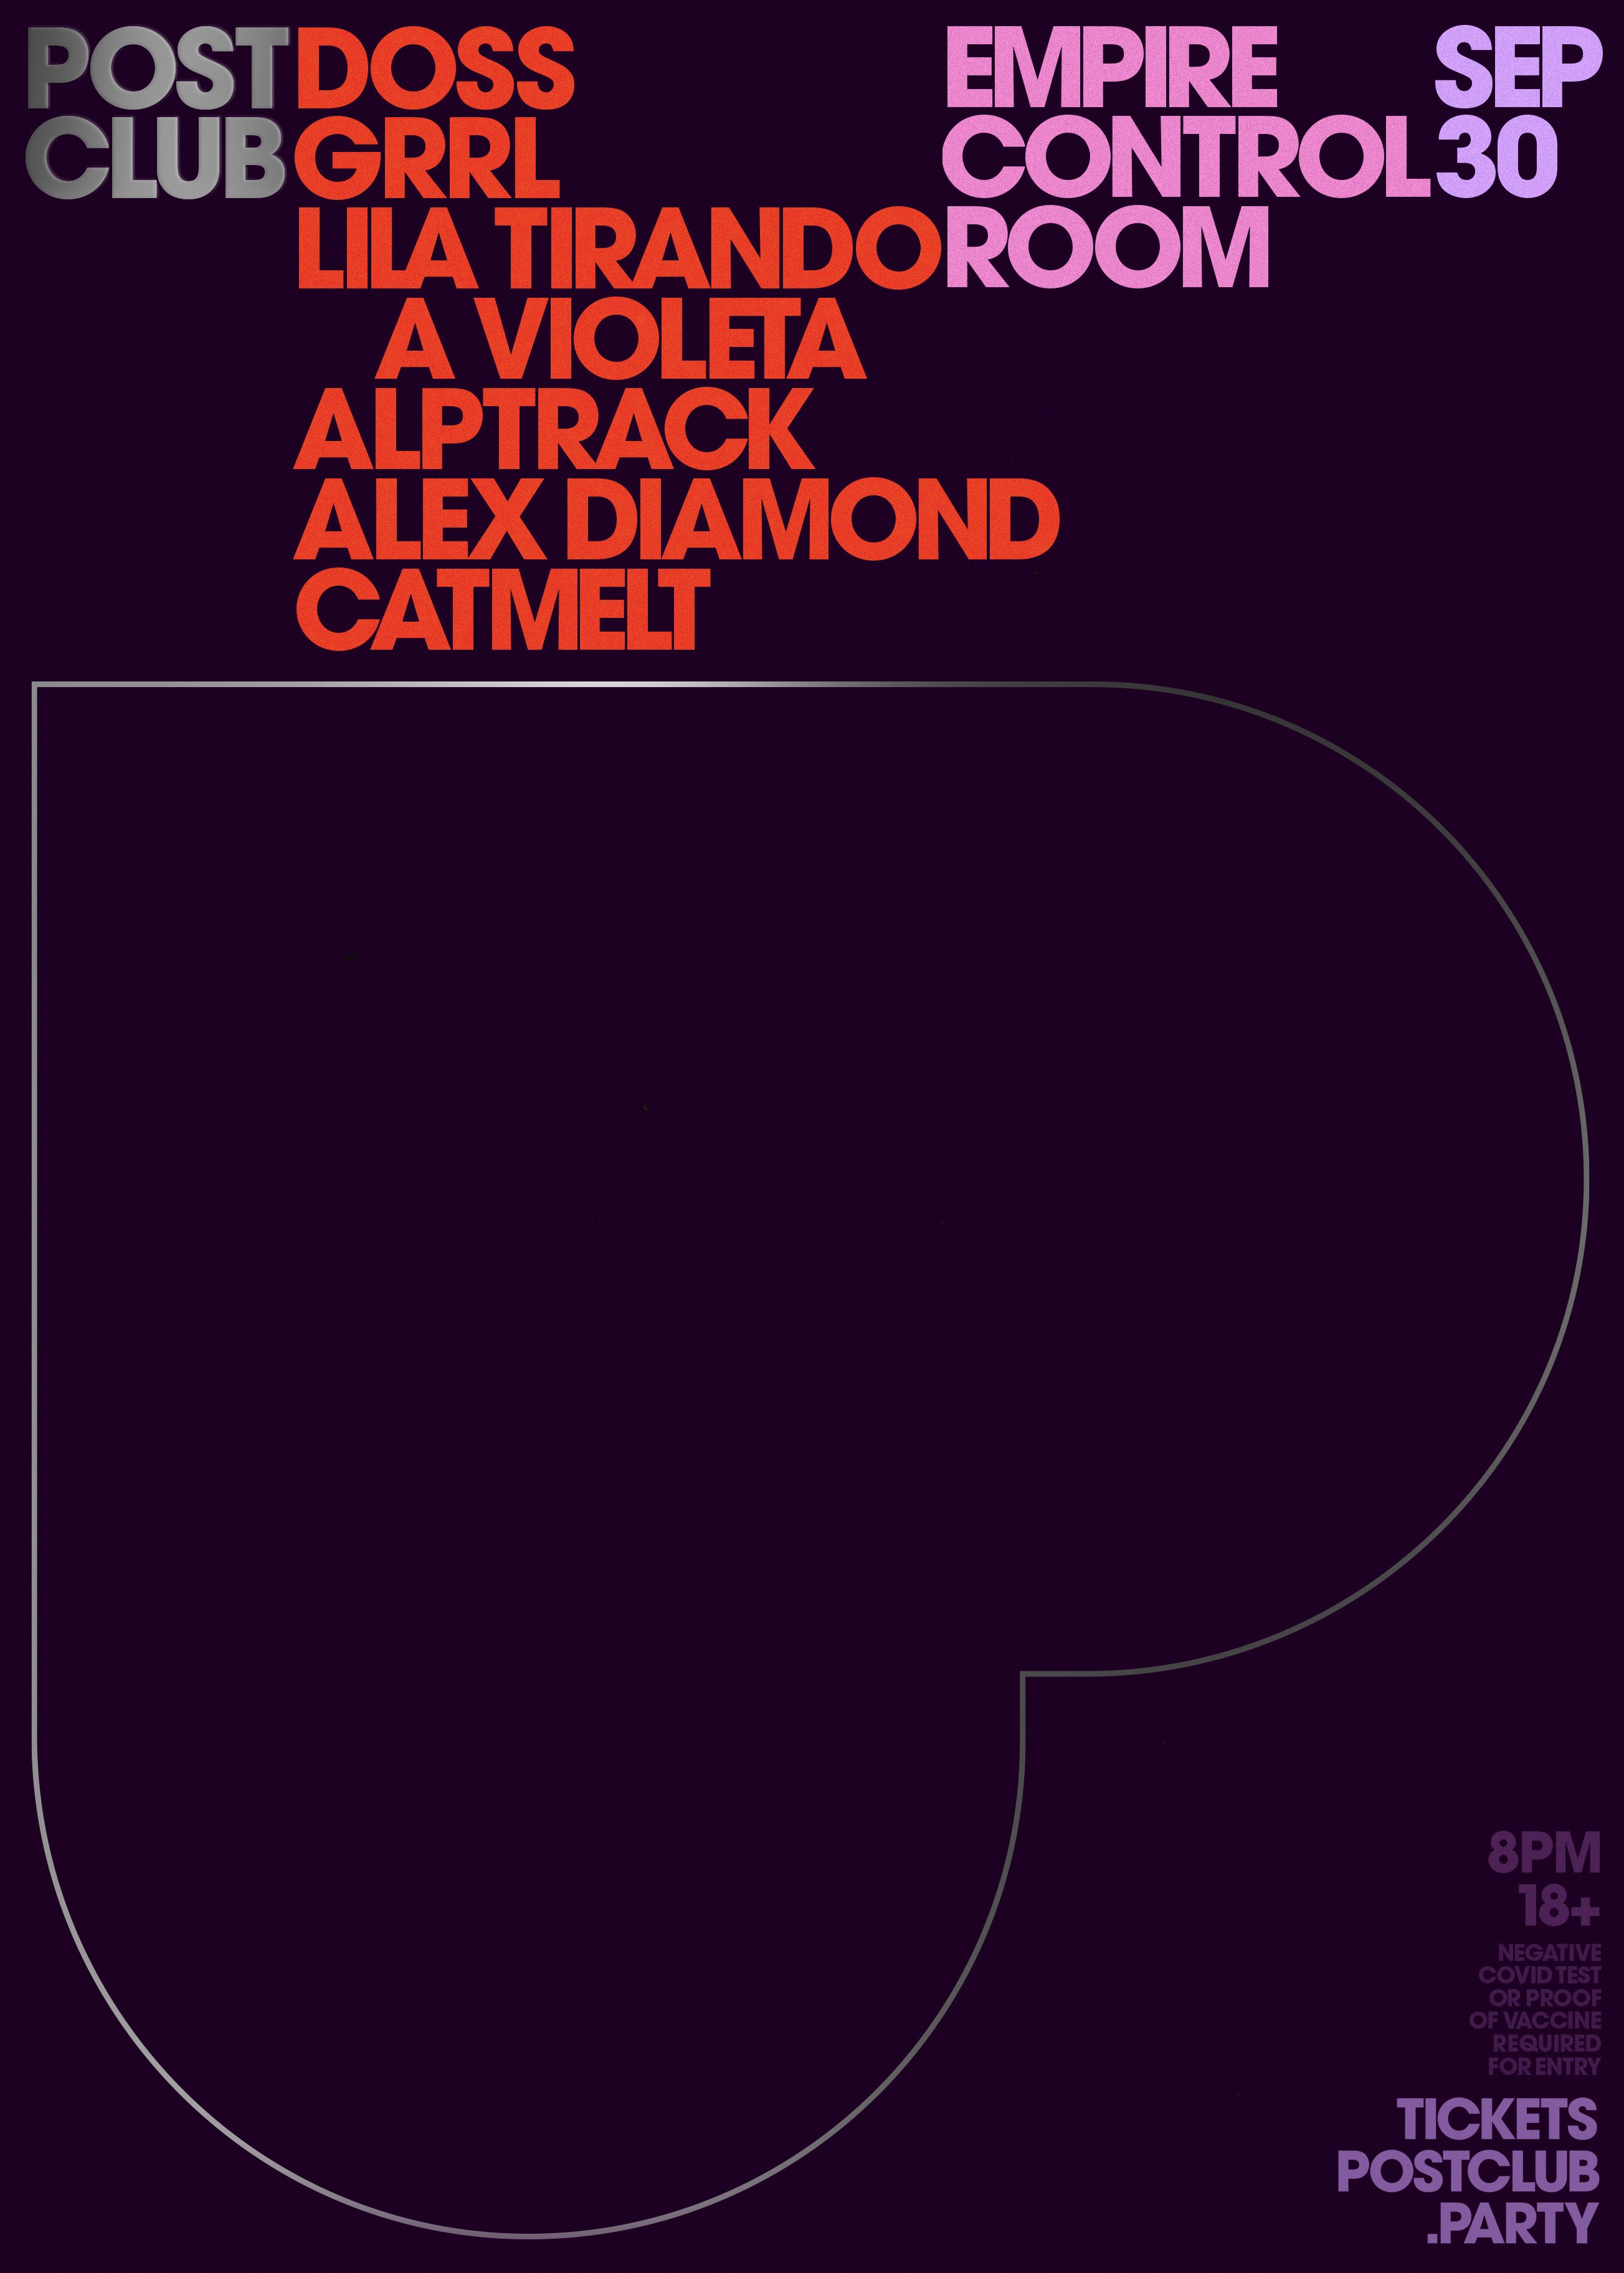 POST
CLUB
DOSS
GRRL
LILA TIRANDO
A VIOLETA
ALPTRACK
ALEX DIAMOND
CATMELT
EMPIRE
CONTROL
ROOM
SEP
30
8PM
18+
NEGATIVE
COVID TEST
OR PROOF
OF VACCINE
REQUIRED
FOR ENTRY
TICKETS
POSTCLUB
.PARTY